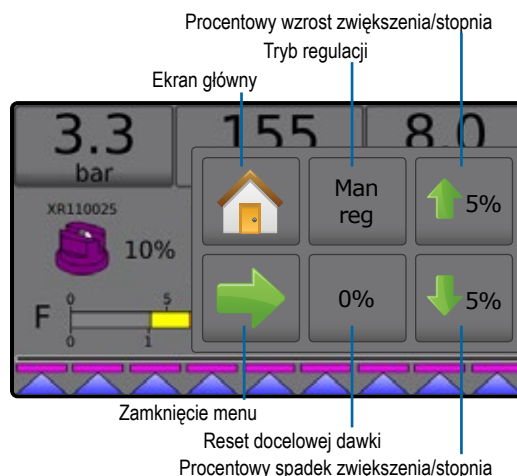 Procentowy wzrost zwiększenia/stopnia
Tryb regulacji
Ekran główny
3.3
155
8.0
bar
Man
reg
5%
XR110025
10%
0%
5%
F
0
5
0
1
Zamknięcie menu
Reset docelowej dawki
Procentowy spadek zwiększenia/stopnia